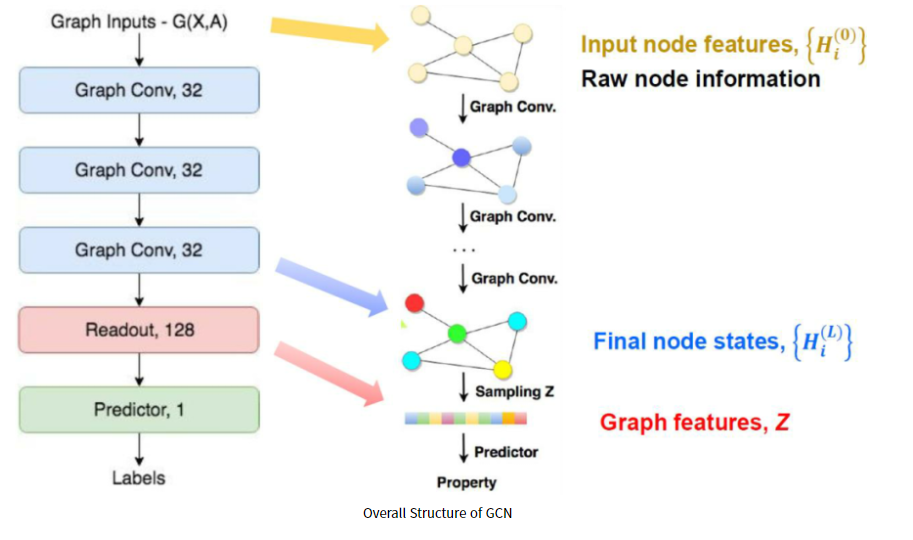 Graph Inputs - G(X,A)
Graph Conv, 32
Graph Conv, 32
Graph Conv, 32
Readout, 128
Predictor, 1
Labels
Graph Conv.
Graph Conv.
...
Graph Conv.
Sampling Z
Predictor
Property
Input node features, {H_i^(0)}
Raw node information
Final node states, {H_i^(L)}
Graph features, Z
Overall Structure of GCN